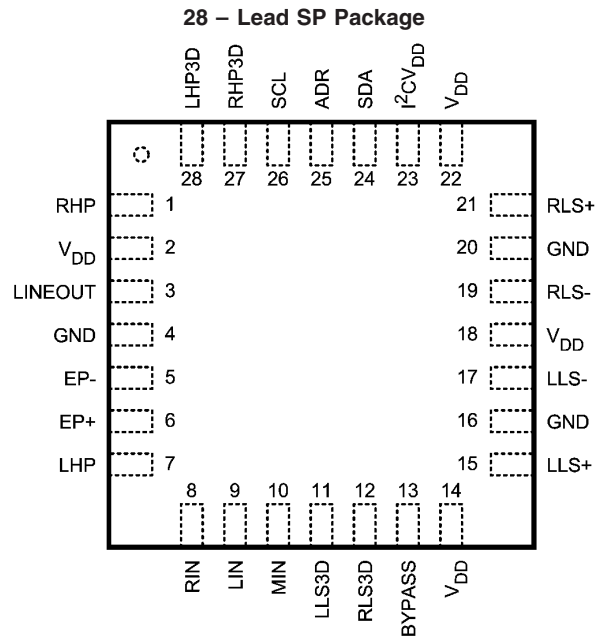 28 – Lead SP Package
LHP3D
RHP3D
SCL
ADR
SDA
I²CV_DD
V_DD
28 27 26 25 24 23 22
RHP 1
V_DD 2
LINEOUT 3
GND 4
EP- 5
EP+ 6
LHP 7
21 RLS+
20 GND
19 RLS-
18 V_DD
17 LLS-
16 GND
15 LLS+
8 9 10 11 12 13 14
RIN
LIN
MIN
LLS3D
RLS3D
BYPASS
V_DD